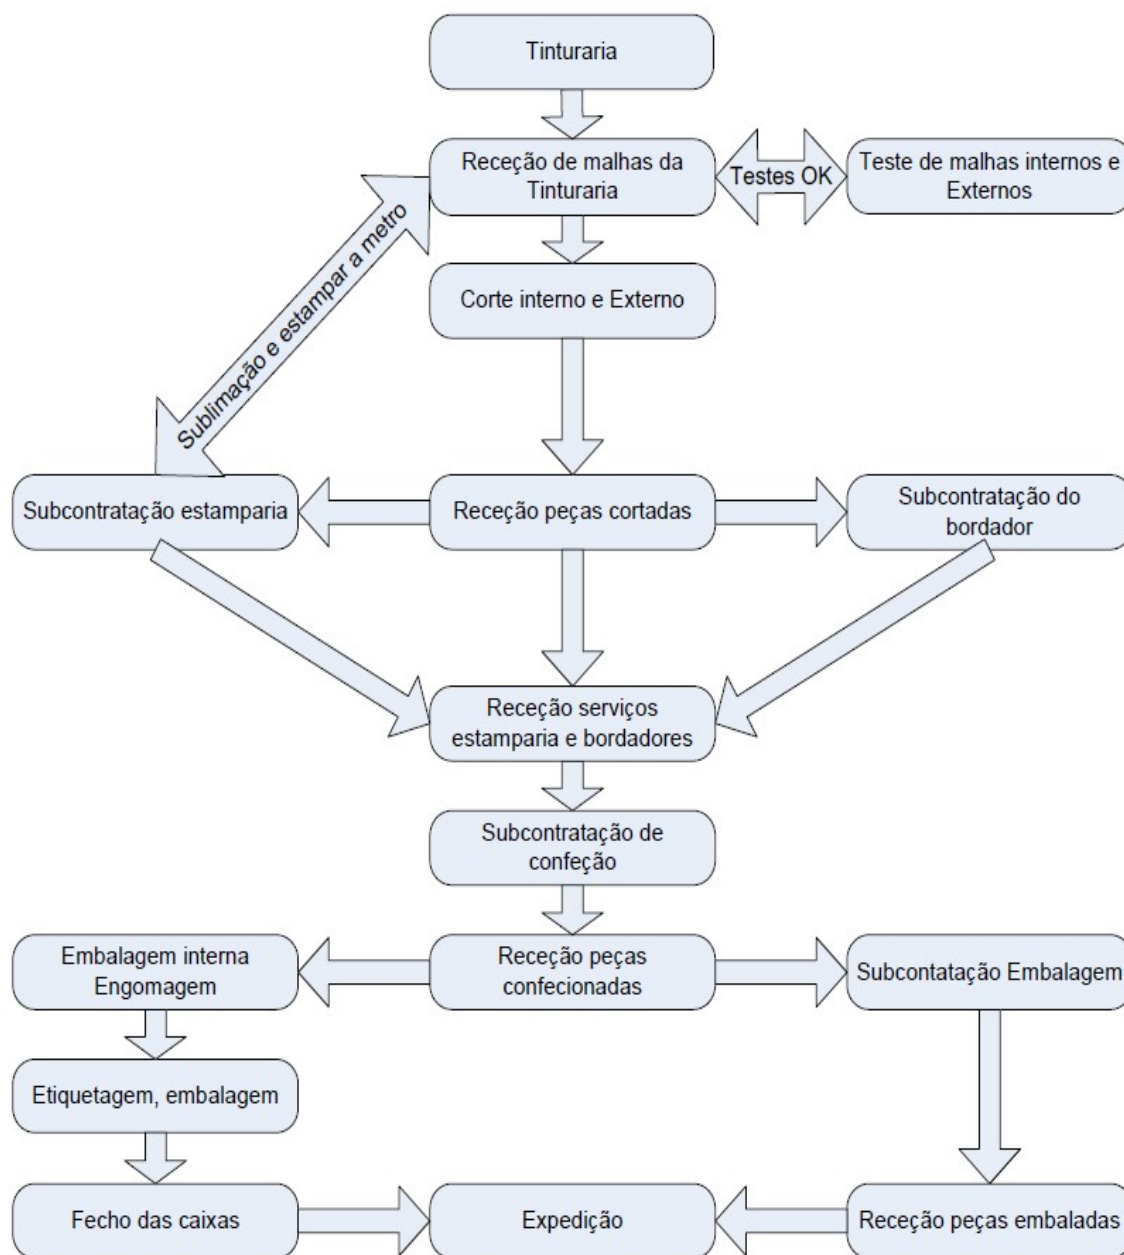 Tinturaria
Receção de malhas da
Tinturaria
Testes OK
Teste de malhas internos e
Externos
Sublimação e estampar a metro
Corte interno e Externo
Subcontratação estamparia
Receção peças cortadas
Subcontratação do
bordador
Receção serviços
estamparia e bordadores
Subcontratação de
confeção
Embalagem interna
Engomagem
Receção peças
confecionadas
Subcontatação Embalagem
Etiquetagem, embalagem
Fecho das caixas
Expedição
Receção peças embaladas